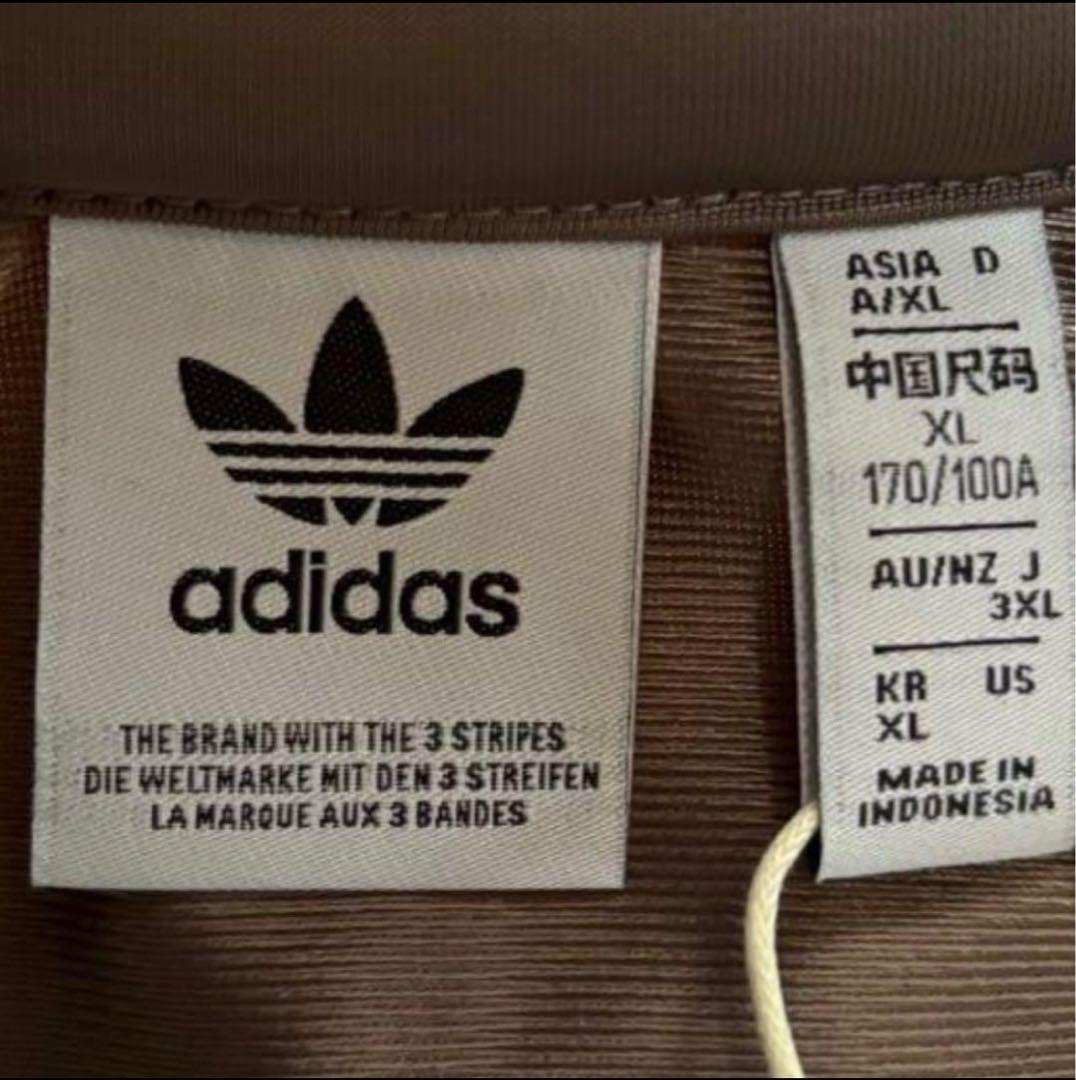 adidas
THE BRAND WITH THE 3 STRIPES
DIE WELTMARKE MIT DEN 3 STREIFEN
LA MARQUE AUX 3 BANDES
ASIA D
A/XL
中国尺码
XL
170/100A
AU/NZ J
3XL
KR US
XL
MADE IN
INDONESIA